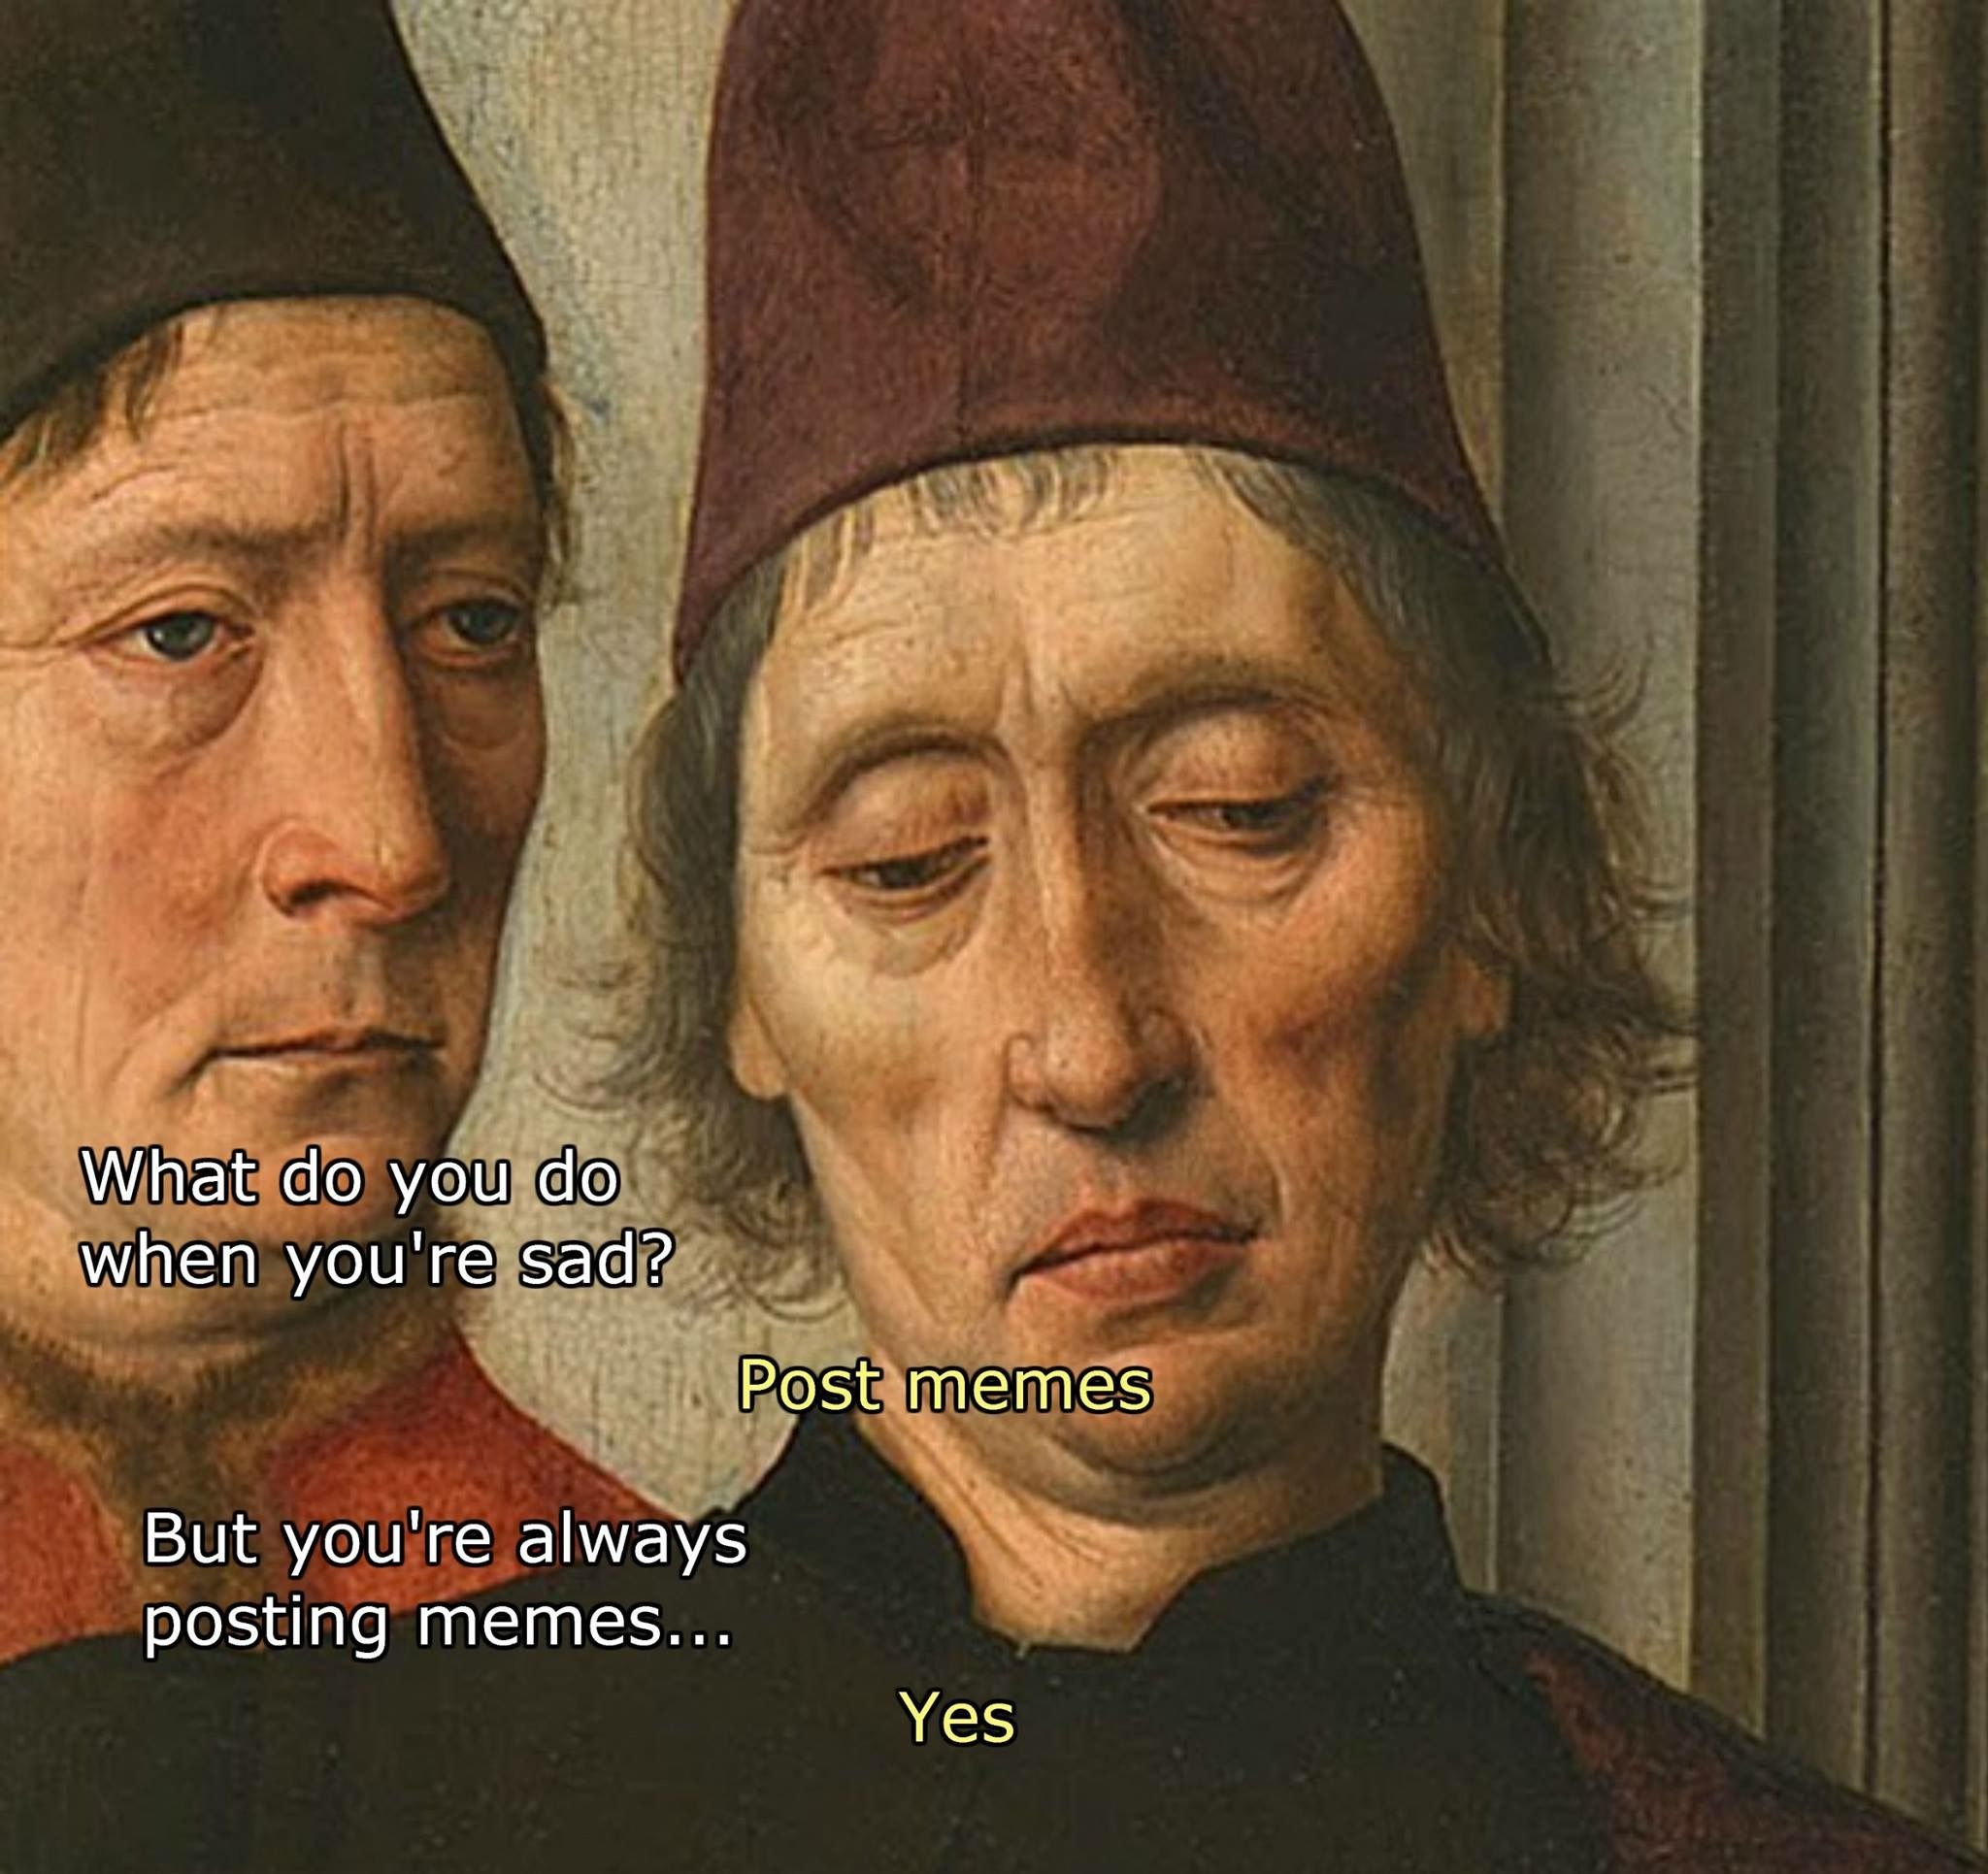 What do you do
when you're sad?
Post memes
But you're always
posting memes...
Yes